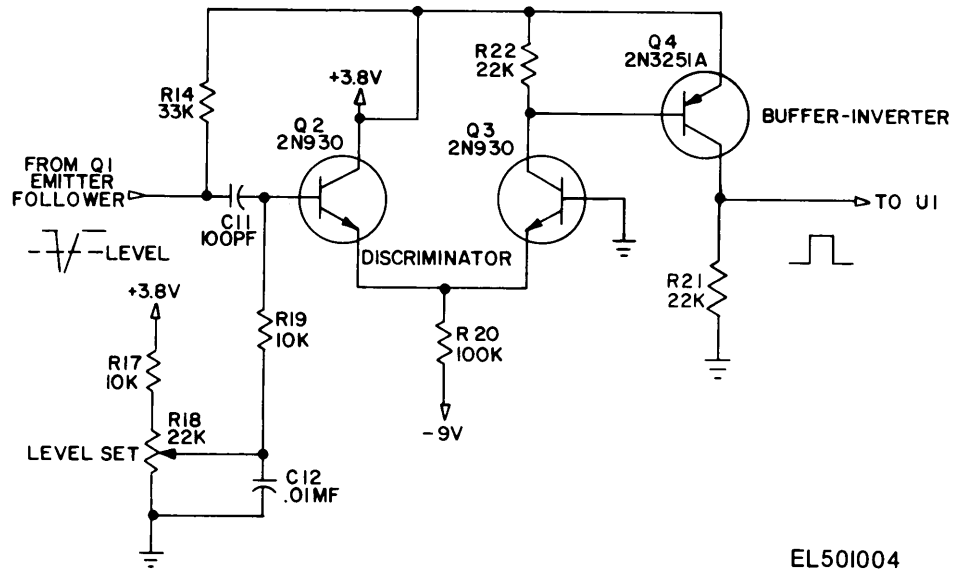 R14
33K
+3.8V
Q2
2N930
R22
22K
Q3
2N930
Q4
2N3251A
BUFFER-INVERTER
FROM Q1
EMITTER
FOLLOWER
C11
100PF
LEVEL
DISCRIMINATOR
TO U1
R21
22K
+3.8V
R17
10K
R19
10K
R20
100K
-9V
R18
22K
LEVEL SET
C12
.01MF
EL501004